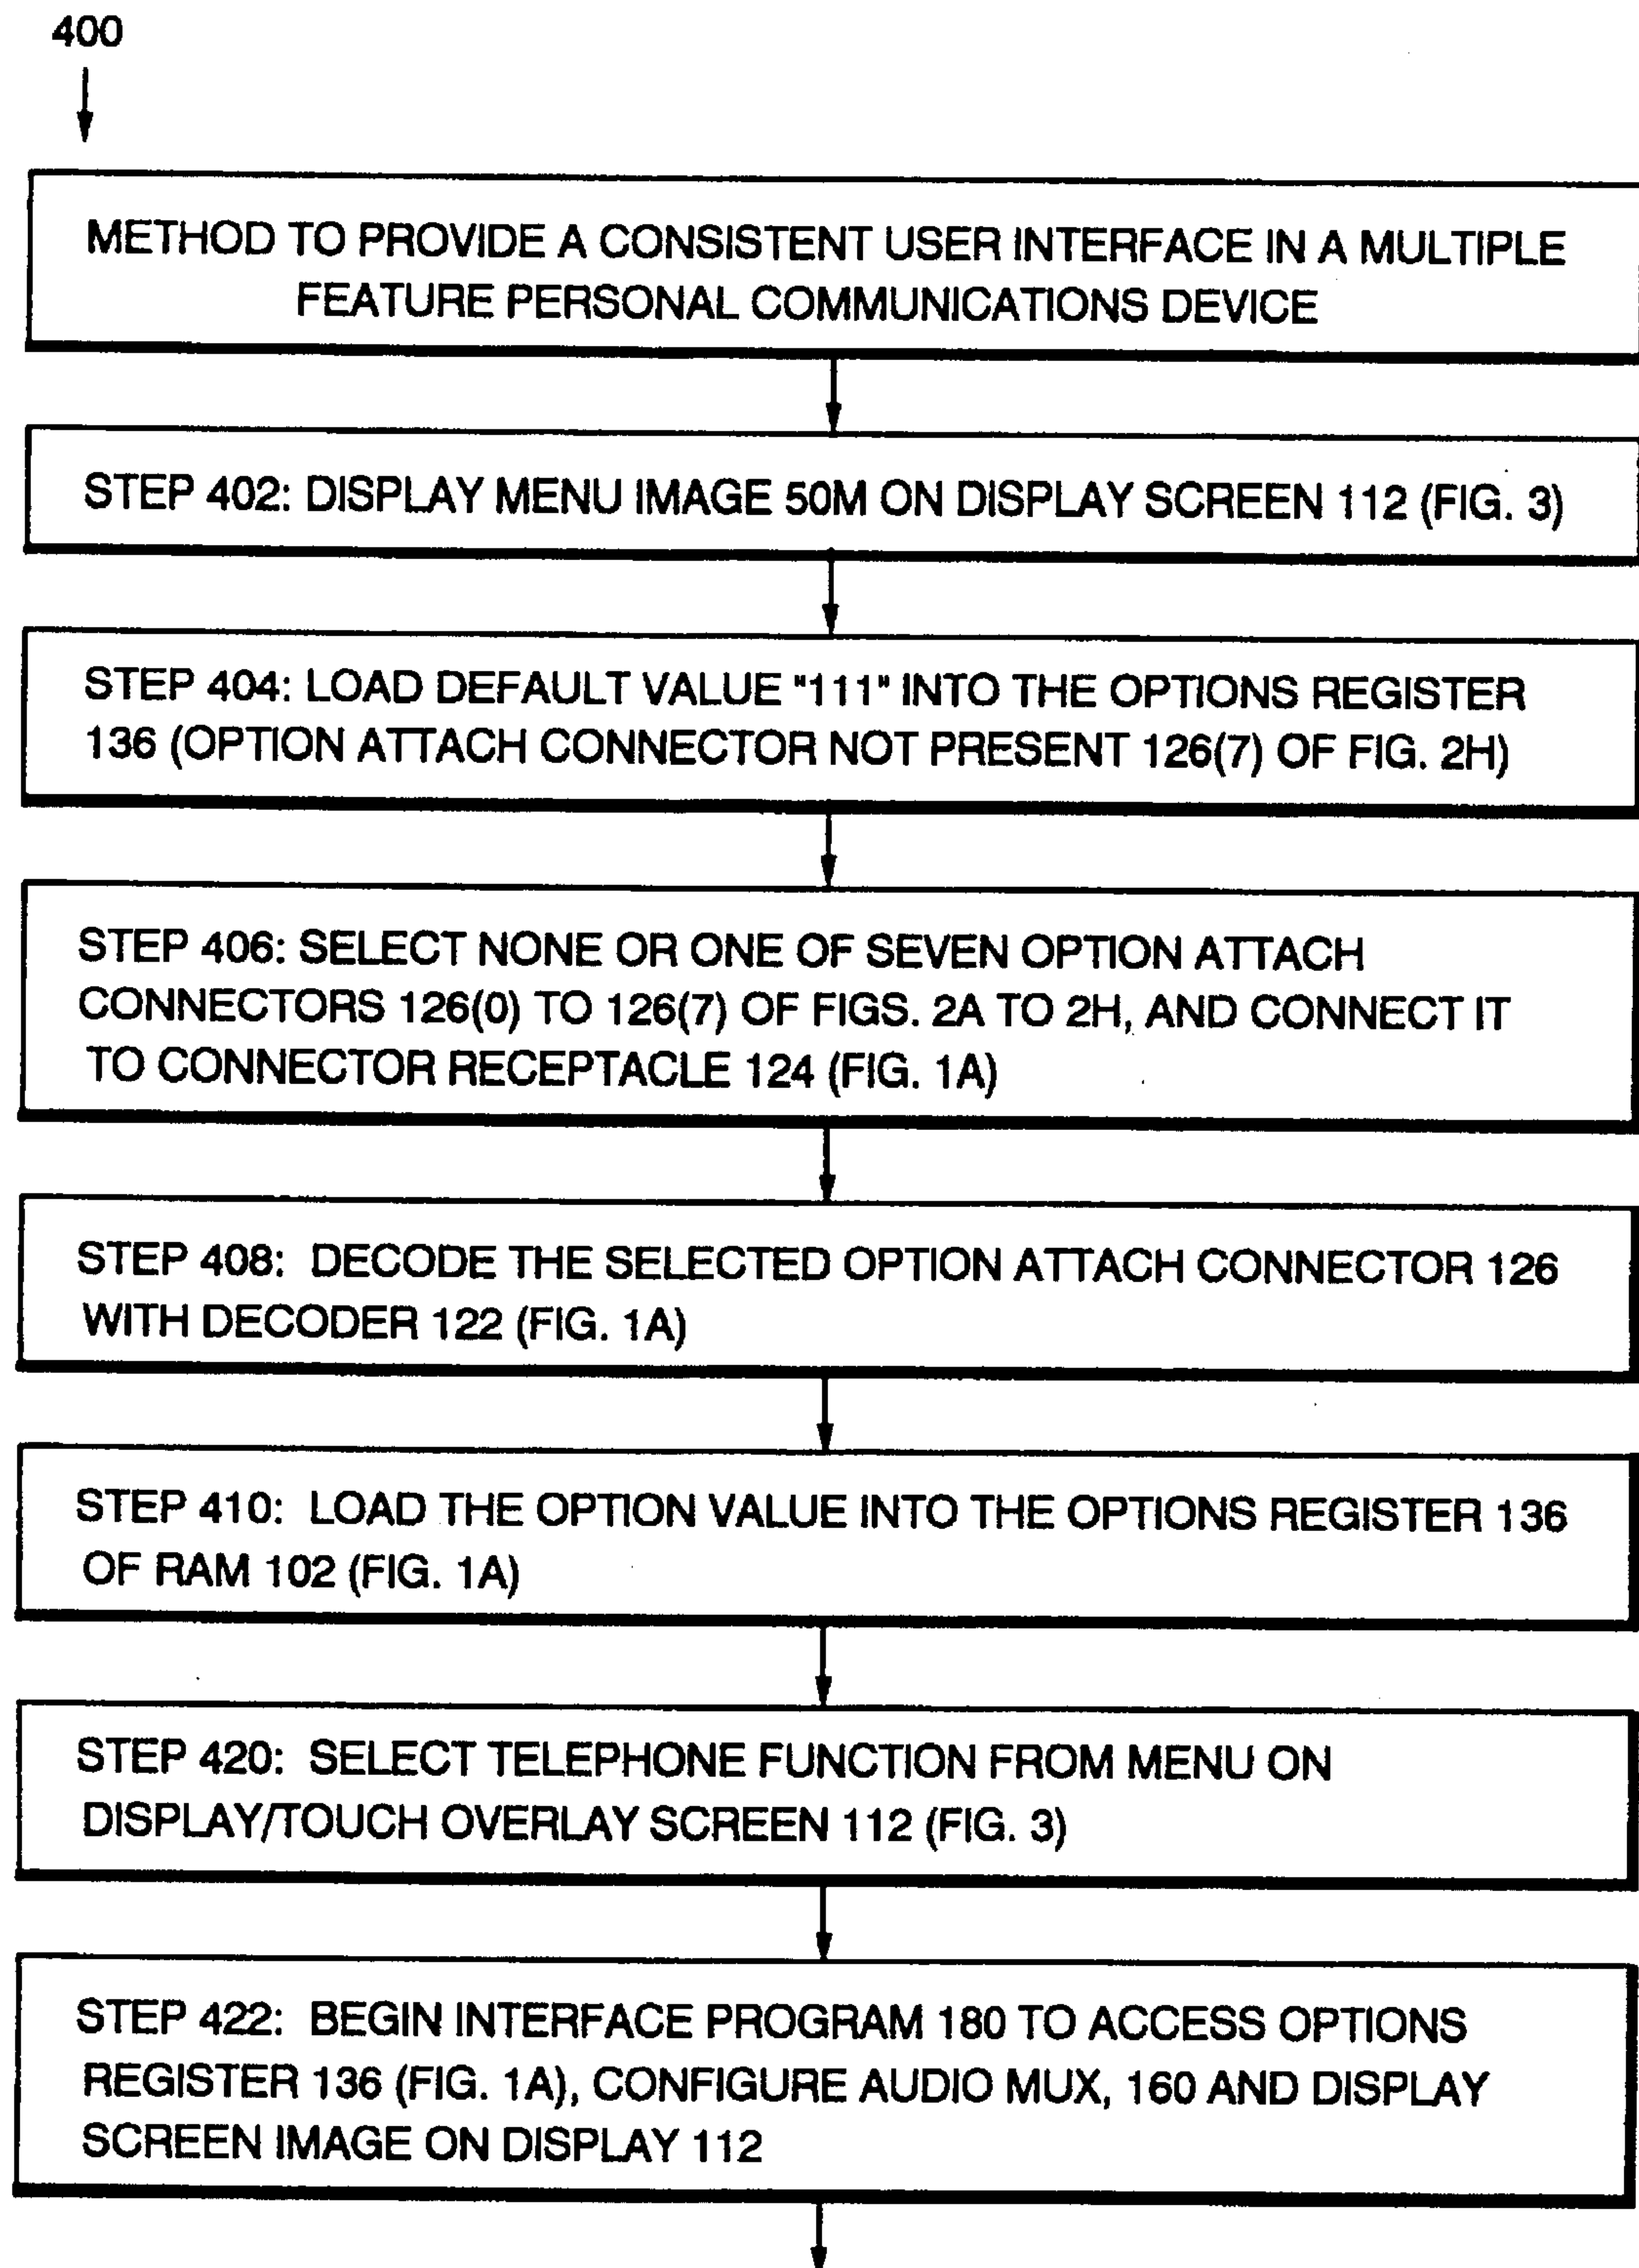 400
METHOD TO PROVIDE A CONSISTENT USER INTERFACE IN A MULTIPLE
FEATURE PERSONAL COMMUNICATIONS DEVICE
STEP 402: DISPLAY MENU IMAGE 50M ON DISPLAY SCREEN 112 (FIG. 3)
STEP 404: LOAD DEFAULT VALUE "111" INTO THE OPTIONS REGISTER
136 (OPTION ATTACH CONNECTOR NOT PRESENT 126(7) OF FIG. 2H)
STEP 406: SELECT NONE OR ONE OF SEVEN OPTION ATTACH
CONNECTORS 126(0) TO 126(7) OF FIGS. 2A TO 2H, AND CONNECT IT
TO CONNECTOR RECEPTACLE 124 (FIG. 1A)
STEP 408: DECODE THE SELECTED OPTION ATTACH CONNECTOR 126
WITH DECODER 122 (FIG. 1A)
STEP 410: LOAD THE OPTION VALUE INTO THE OPTIONS REGISTER 136
OF RAM 102 (FIG. 1A)
STEP 420: SELECT TELEPHONE FUNCTION FROM MENU ON
DISPLAY/TOUCH OVERLAY SCREEN 112 (FIG. 3)
STEP 422: BEGIN INTERFACE PROGRAM 180 TO ACCESS OPTIONS
REGISTER 136 (FIG. 1A), CONFIGURE AUDIO MUX, 160 AND DISPLAY
SCREEN IMAGE ON DISPLAY 112